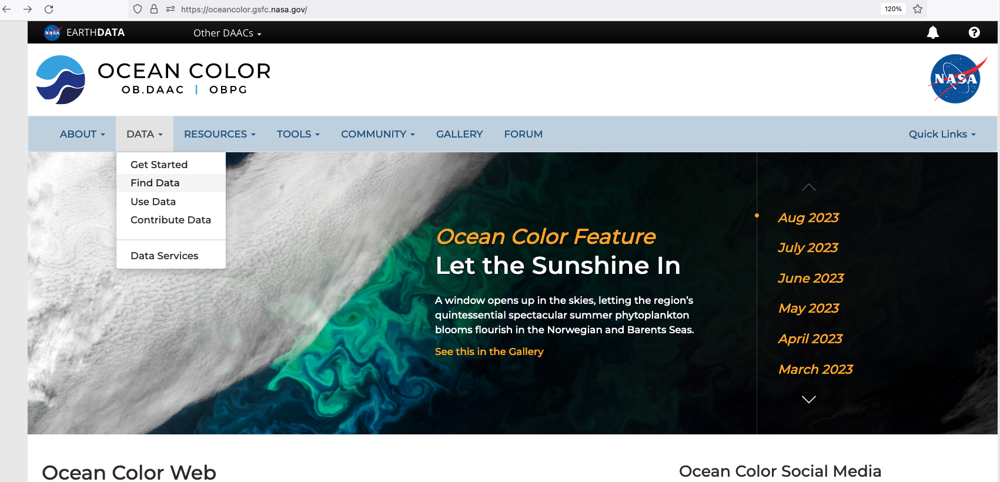 https://oceancolor.gsfc.nasa.gov/
120%
NASA EARTHDATA
Other DAACs
?
OCEAN COLOR
OB.DAAC | OBPG
NASA
ABOUT DATA RESOURCES TOOLS COMMUNITY GALLERY FORUM Quick Links
Get Started
Find Data
Use Data
Contribute Data
Data Services
Ocean Color Feature
Let the Sunshine In
A window opens up in the skies, letting the region's
quintessential spectacular summer phytoplankton
blooms flourish in the Norwegian and Barents Seas.
See this in the Gallery
Aug 2023
July 2023
June 2023
May 2023
April 2023
March 2023
Ocean Color Web
Ocean Color Social Media